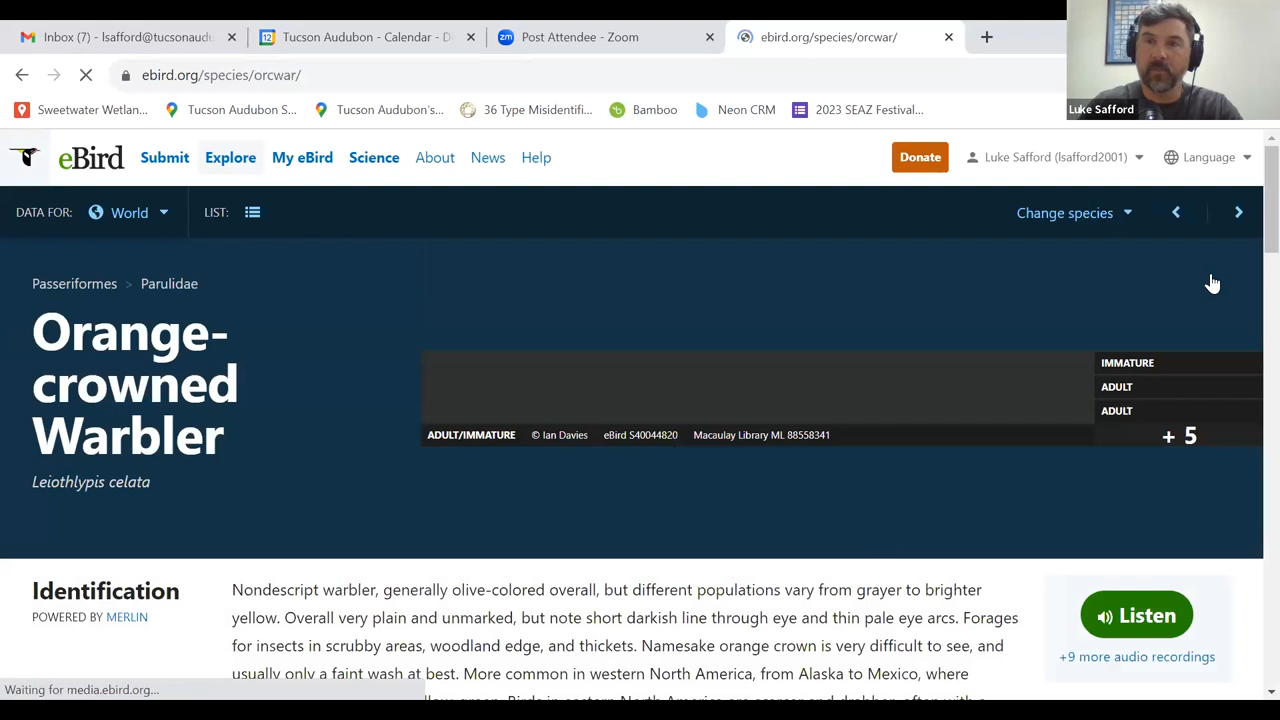 Inbox (7) - lsafford@tucsonaudu
Tucson Audubon - Calendar - D
Post Attendee - Zoom
ebird.org/species/orcwar/
ebird.org/species/orcwar/
Sweetwater Wetlan...
Tucson Audubon S...
Tucson Audubon's...
36 Type Misidentifi...
Bamboo
Neon CRM
2023 SEAZ Festival...
Luke Safford
eBird
Submit
Explore
My eBird
Science
About
News
Help
Donate
Luke Safford (lsafford2001)
Language
DATA FOR:
World
LIST:
Change species
Passeriformes > Parulidae
Orange-
crowned
Warbler
Leiothlypis celata
IMMATURE
ADULT
ADULT
+ 5
ADULT/IMMATURE © Ian Davies eBird S40044820 Macaulay Library ML 88558341
Identification
POWERED BY MERLIN
Nondescript warbler, generally olive-colored overall, but different populations vary from grayer to brighter
yellow. Overall very plain and unmarked, but note short darkish line through eye and thin pale eye arcs. Forages
for insects in scrubby areas, woodland edge, and thickets. Namesake orange crown is very difficult to see, and
usually only a faint wash at best. More common in western North America, from Alaska to Mexico, where
Listen
+9 more audio recordings
Waiting for media.ebird.org...